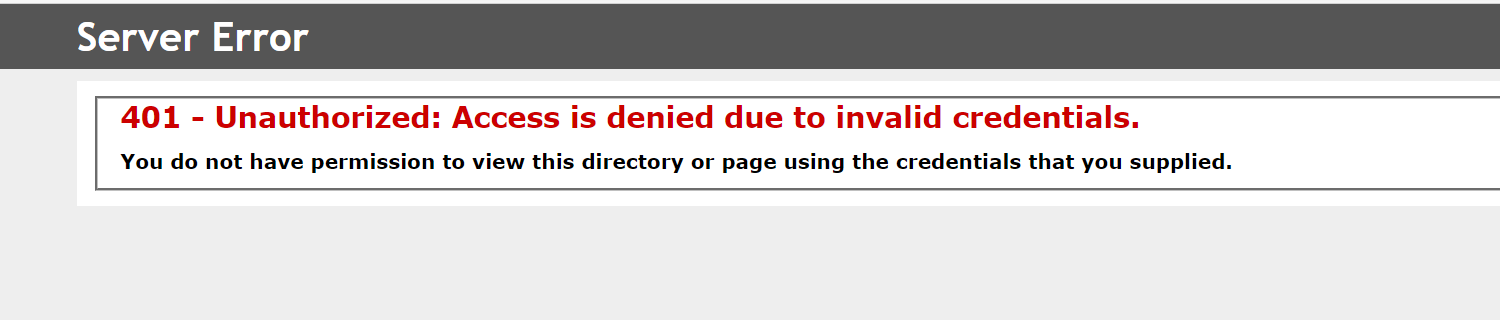 Server Error
401 - Unauthorized: Access is denied due to invalid credentials.
You do not have permission to view this directory or page using the credentials that you supplied.